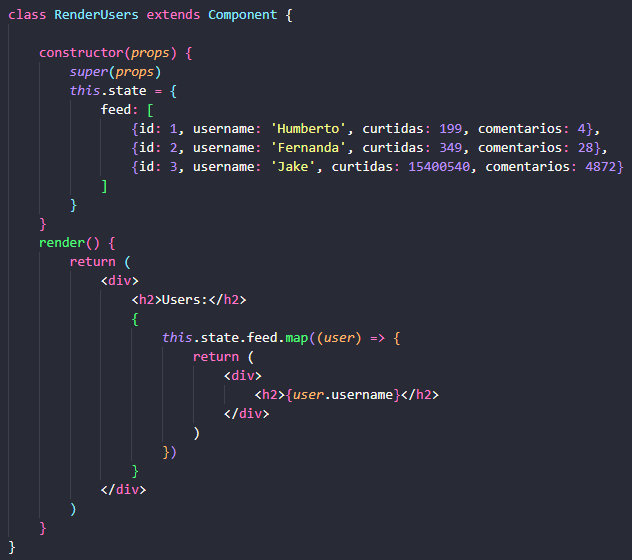 class RenderUsers extends Component {
constructor(props) {
super(props)
this.state = {
feed: [
{id: 1, username: 'Humberto', curtidas: 199, comentarios: 4},
{id: 2, username: 'Fernanda', curtidas: 349, comentarios: 28},
{id: 3, username: 'Jake', curtidas: 15400540, comentarios: 4872}
]
}
}
render() {
return (
<div>
<h2>Users:</h2>
{
this.state.feed.map((user) => {
return (
<div>
<h2>{user.username}</h2>
</div>
)
})
}
</div>
)
}
}